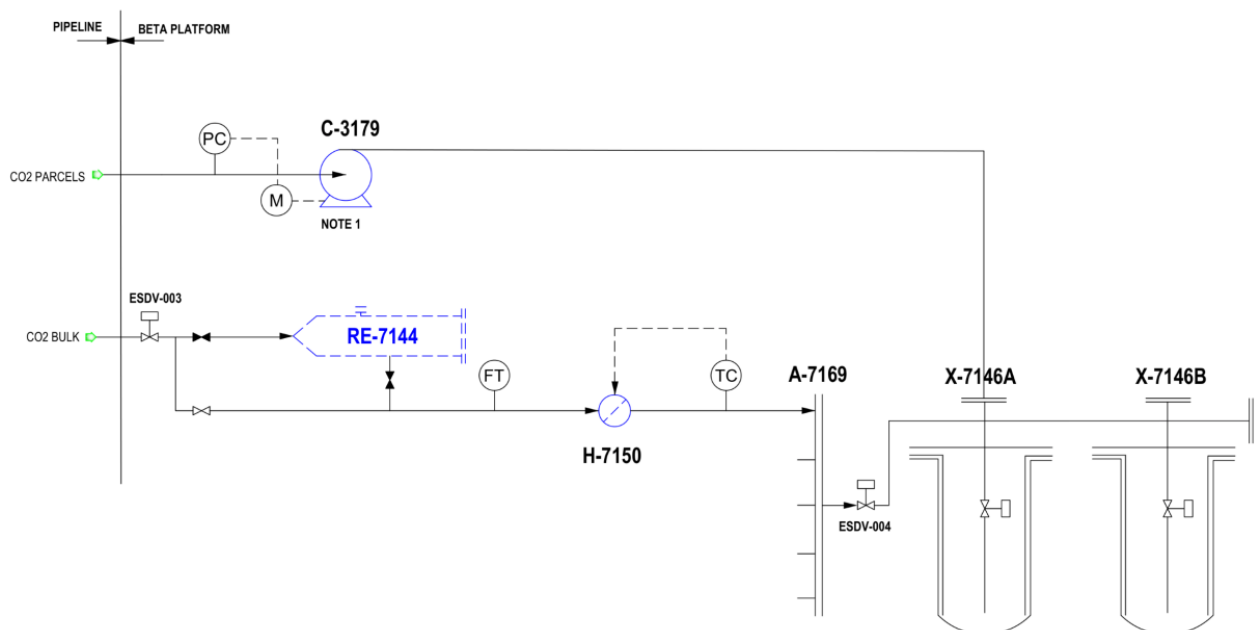 PIPELINE
BETA PLATFORM
C-3179
PC
CO2 PARCELS
M
NOTE 1
ESDV-003
CO2 BULK
RE-7144
FT
TC
A-7169
X-7146A
X-7146B
H-7150
ESDV-004